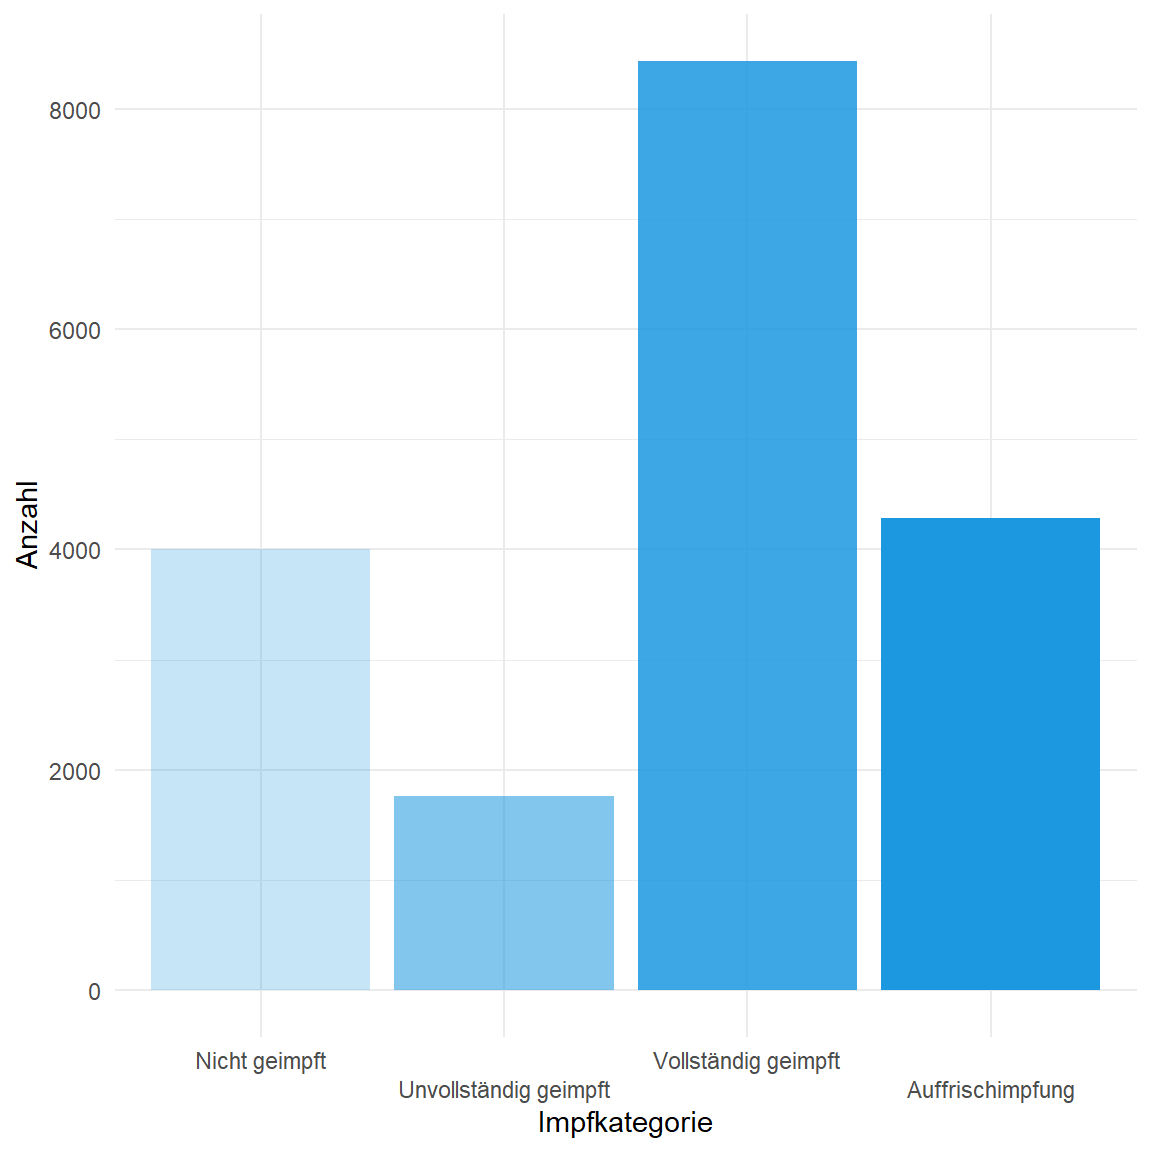 8000
6000
4000
2000
0
Anzahl
Nicht geimpft
Unvollständig geimpft
Vollständig geimpft
Auffrischimpfung
Impfkategorie